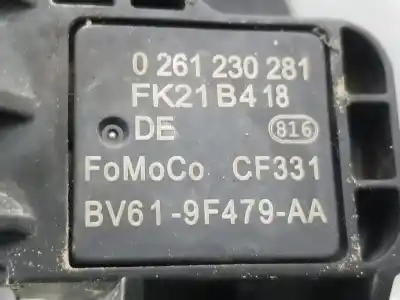 0 261 230 281
FK21B418
DE 816
FoMoCo CF331
BV61-9F479-AA